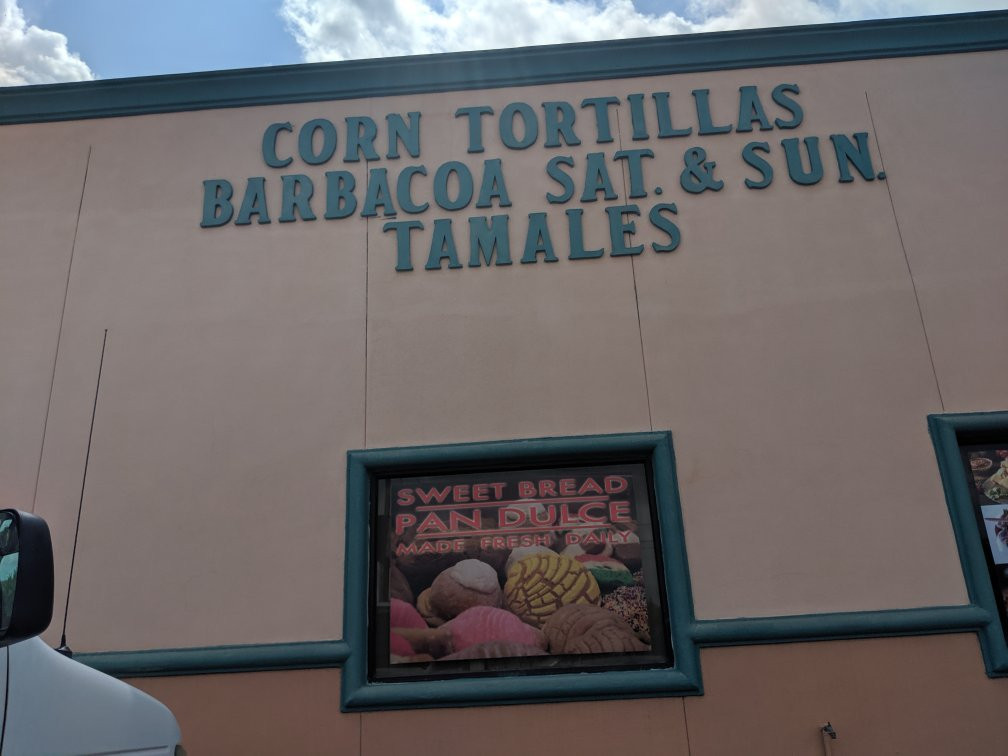 CORN TORTILLAS
BARBACOA SAT. & SUN.
TAMALES
SWEET BREAD
PAN DULCE
MADE FRESH DAILY